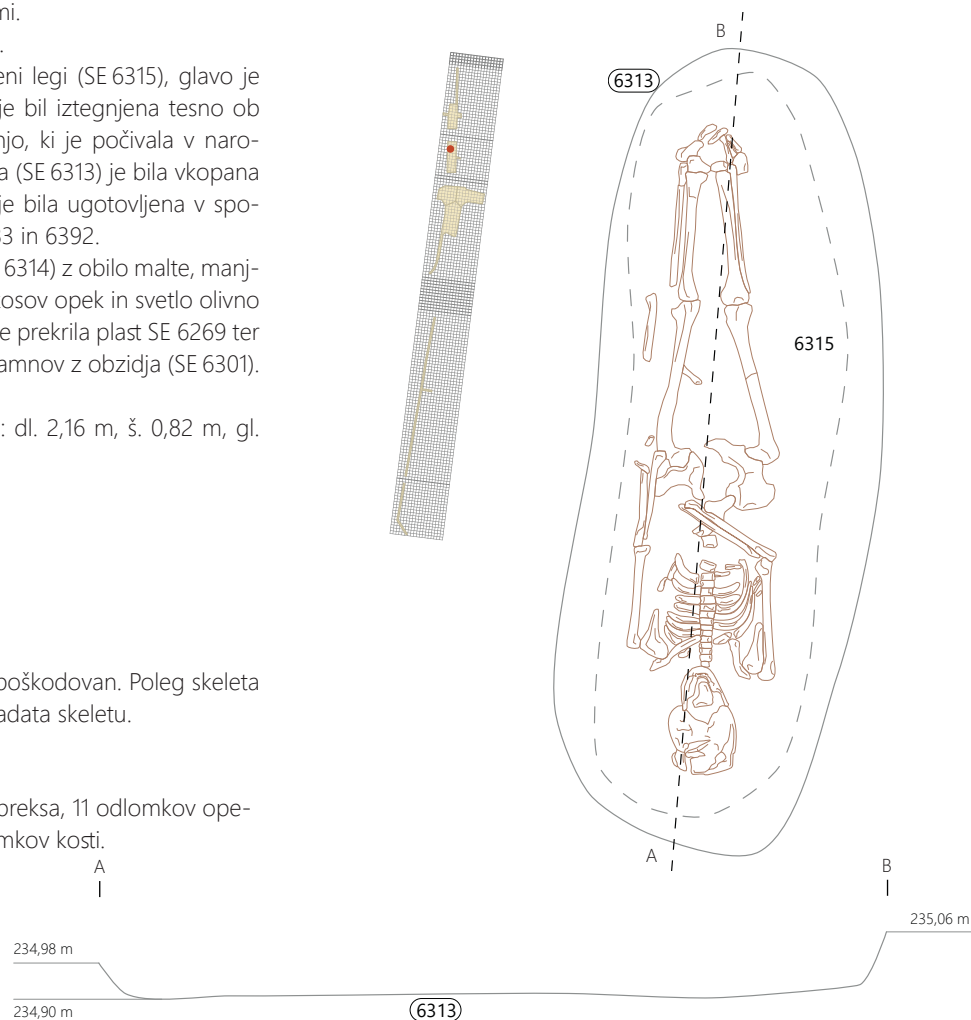 ni.
.
eni legi (SE 6315), glavo je
je bil iztegnjena tesno ob
njo, ki je počivala v naro-
a (SE 6313) je bila vkopana
je bila ugotovljena v spo-
33 in 6392.
6314) z obilo malte, manj-
kosov opek in svetlo olivno
e prekrila plast SE 6269 ter
amnov z obzidja (SE 6301).
: dl. 2,16 m, š. 0,82 m, gl.
poškodovan. Poleg skeleta
adata skeletu.
preksa, 11 odlomkov ope-
mkov kosti.
B
6313
6315
A
A
B
234,98 m
235,06 m
234,90 m
6313